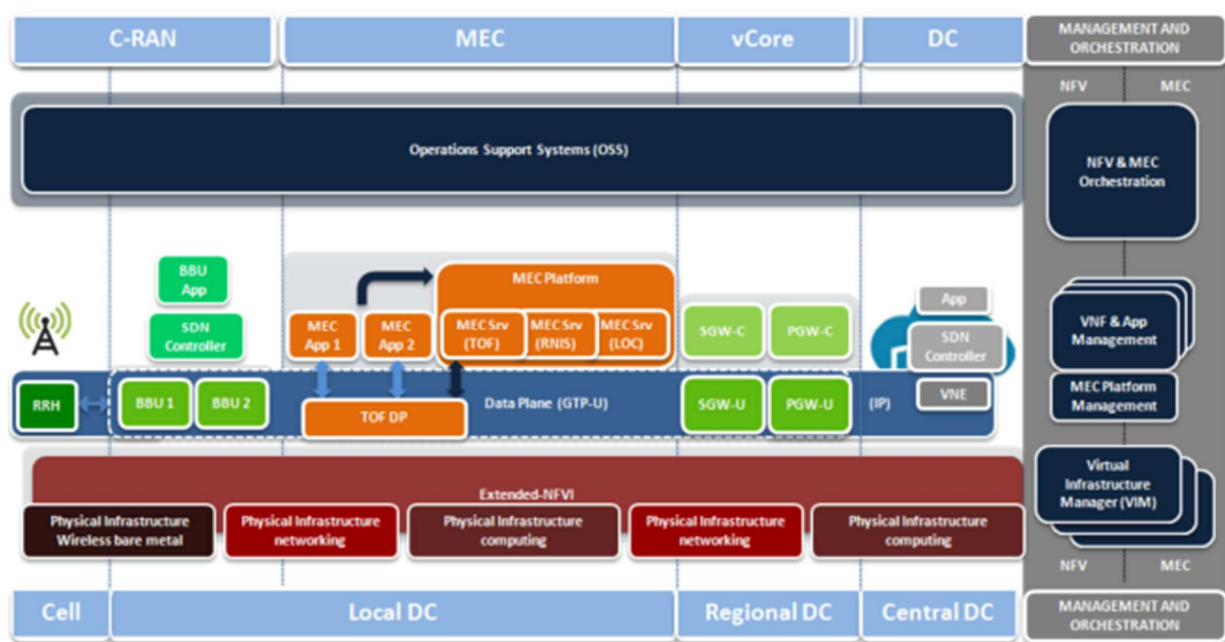 C-RAN
MEC
vCore
DC
MANAGEMENT AND
ORCHESTRATION
NFV
MEC
Operations Support Systems (OSS)
NFV & MEC
Orchestration
BBU
App
SDN
Controller
MEC
App 1
MEC
App 2
MEC Platform
MEC Srv
(TOF)
MEC Srv
(RNIS)
MEC Srv
(LOC)
SGW-C
PGW-C
App
SDN
Controller
VNF & App
Management
RRH
BBU 1
BBU 2
TOF DP
Data Plane (GTP-U)
SGW-U
PGW-U
(IP)
VNE
MEC Platform
Management
Extended-NFVI
Physical Infrastructure
Wireless bare metal
Physical Infrastructure
networking
Physical Infrastructure
computing
Physical Infrastructure
networking
Physical Infrastructure
computing
Virtual
Infrastructure
Manager (VIM)
NFV
MEC
Cell
Local DC
Regional DC
Central DC
MANAGEMENT AND
ORCHESTRATION